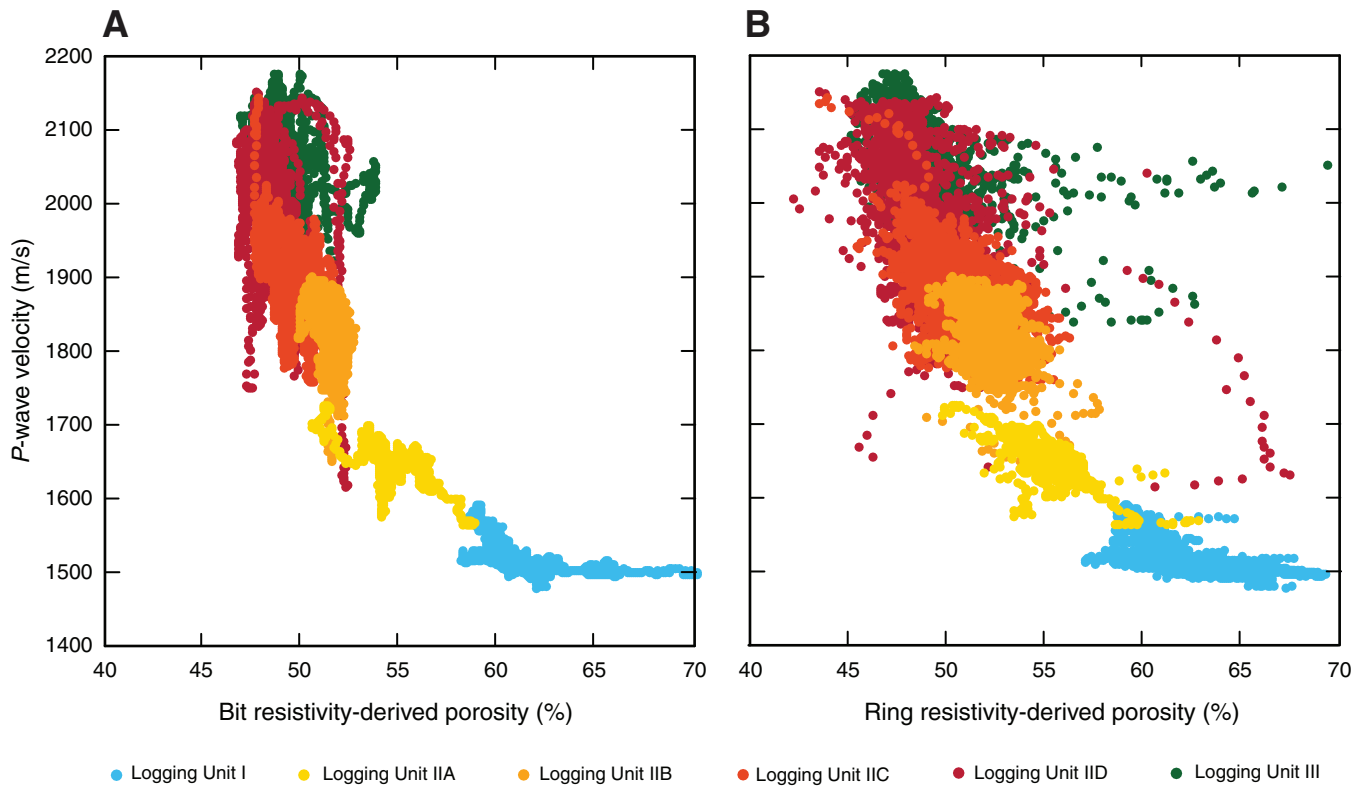 A
B
2200
2100
2000
1900
1800
1700
1600
1500
1400
P-wave velocity (m/s)
40 45 50 55 60 65 70
40 45 50 55 60 65 70
Bit resistivity-derived porosity (%)
Ring resistivity-derived porosity (%)
Logging Unit I Logging Unit IIA Logging Unit IIB Logging Unit IIC Logging Unit IID Logging Unit III